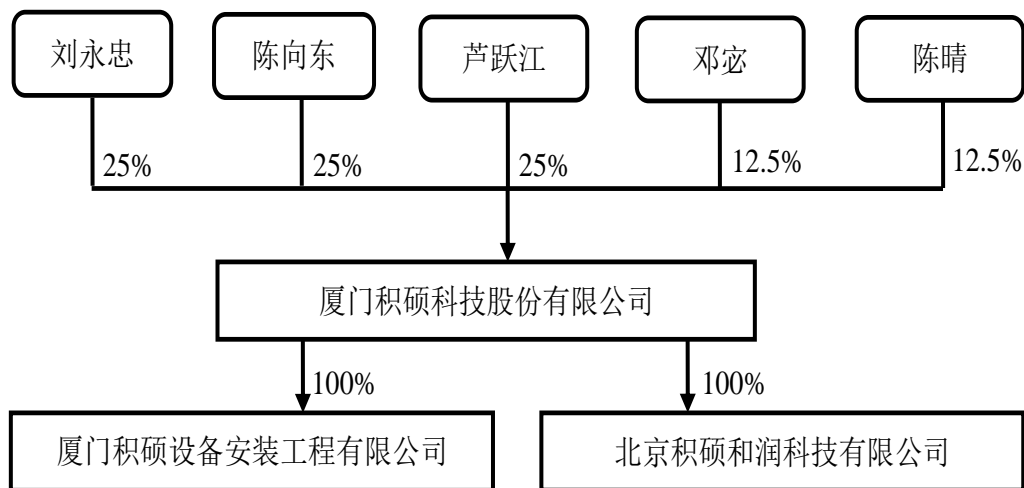 刘永忠
陈向东
芦跃江
邓宓
陈晴
25%
25%
25%
12.5%
12.5%
厦门积硕科技股份有限公司
100%
100%
厦门积硕设备安装工程有限公司
北京积硕和润科技有限公司